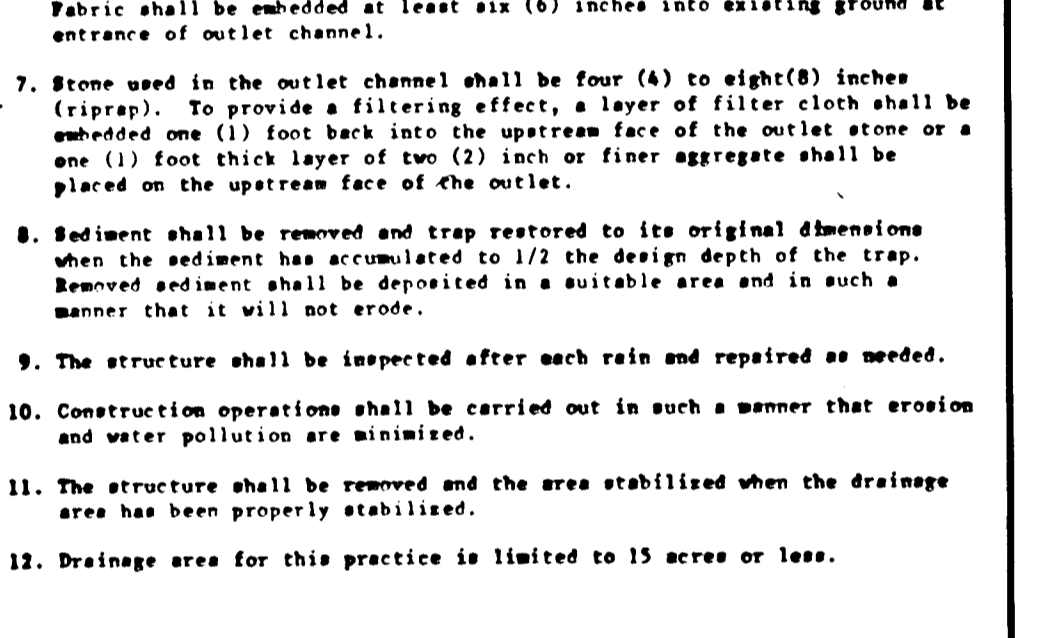 Fabric shall be embedded at least six (6) inches into existing ground at
entrance of outlet channel.
7. Stone used in the outlet channel shall be four (4) to eight(8) inches
(riprap). To provide a filtering effect, a layer of filter cloth shall be
embedded one (1) foot back into the upstream face of the outlet stone or a
one (1) foot thick layer of two (2) inch or finer aggregate shall be
placed on the upstream face of the outlet.
8. Sediment shall be removed and trap restored to its original dimensions
when the sediment has accumulated to 1/2 the design depth of the trap.
Removed sediment shall be deposited in a suitable area and in such a
manner that it will not erode.
9. The structure shall be inspected after each rain and repaired as needed.
10. Construction operations shall be carried out in such a manner that erosion
and water pollution are minimized.
11. The structure shall be removed and the area stabilized when the drainage
area has been properly stabilized.
12. Drainage area for this practice is limited to 15 acres or less.